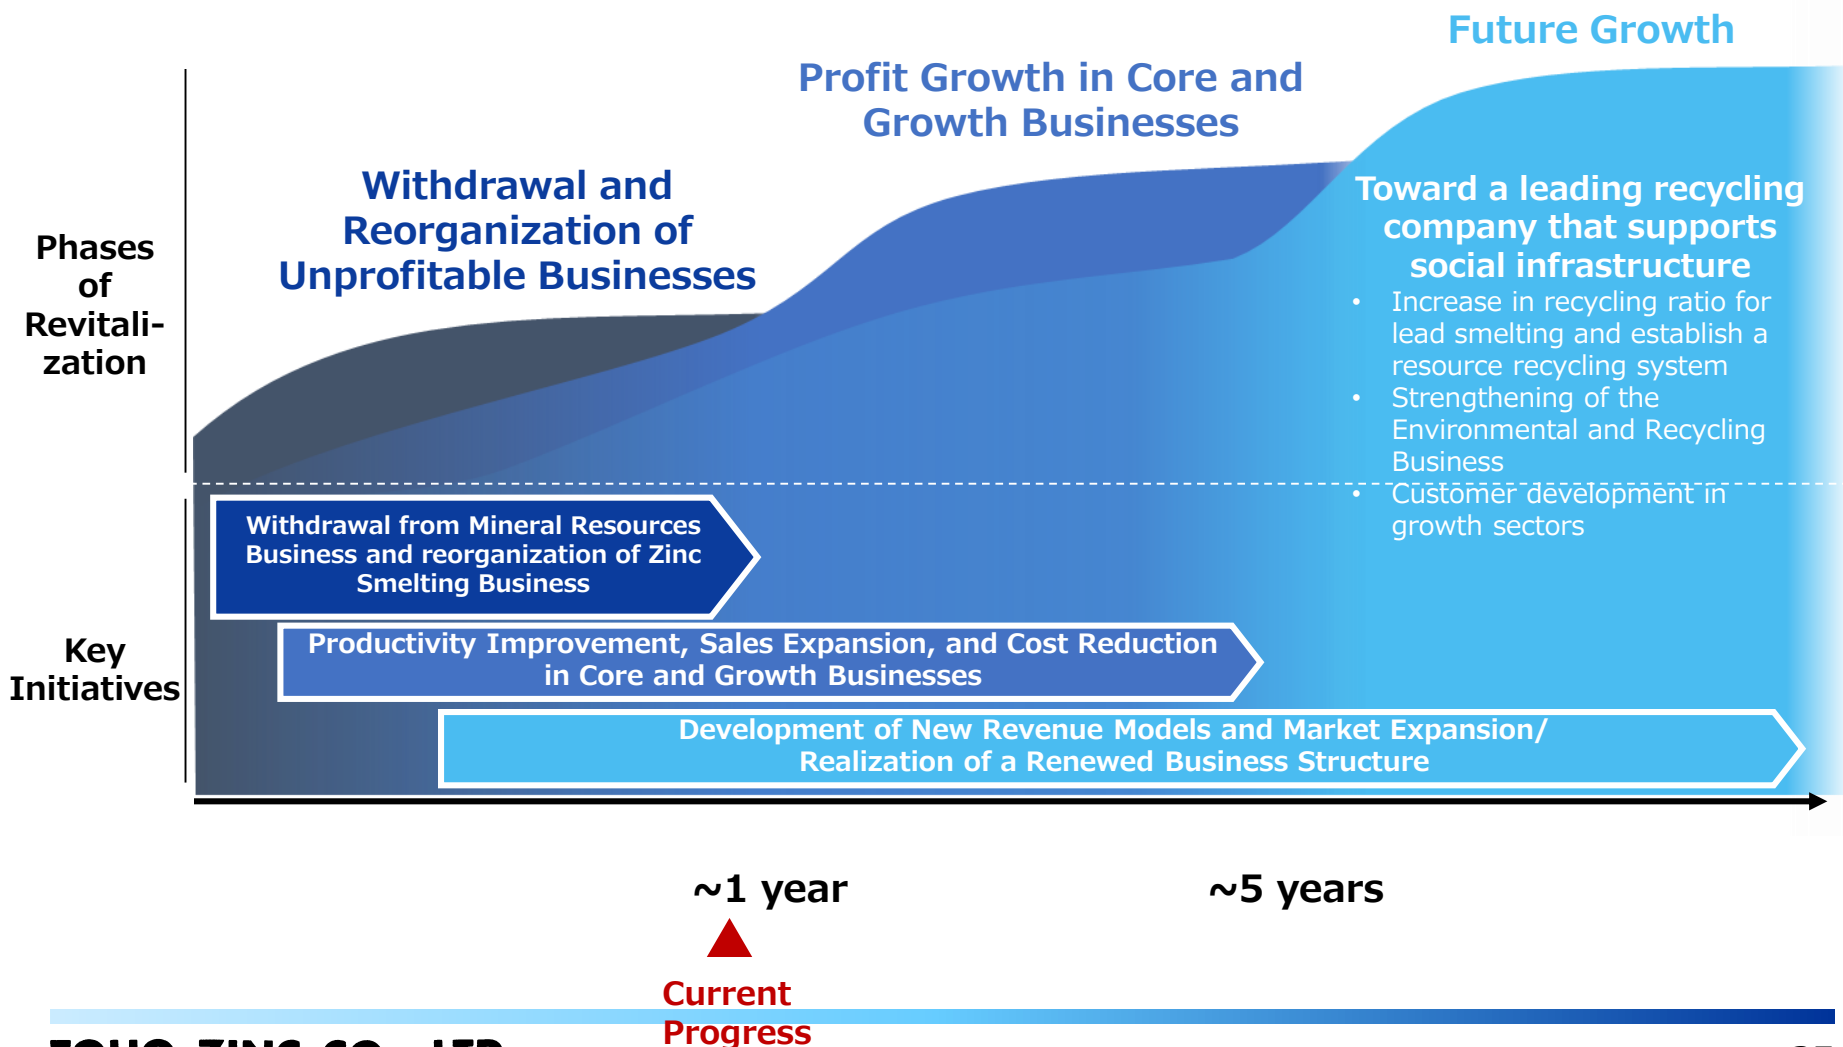 Future Growth
Profit Growth in Core and
Growth Businesses
Withdrawal and
Reorganization of
Unprofitable Businesses
Phases
of
Revitali-
zation
Toward a leading recycling
company that supports
social infrastructure
• Increase in recycling ratio for
lead smelting and establish a
resource recycling system
• Strengthening of the
Environmental and Recycling
Business
• Customer development in
growth sectors
Key
Initiatives
Withdrawal from Mineral Resources
Business and reorganization of Zinc
Smelting Business
Productivity Improvement, Sales Expansion, and Cost Reduction
in Core and Growth Businesses
Development of New Revenue Models and Market Expansion/
Realization of a Renewed Business Structure
~1 year
~5 years
Current
Progress
TOHO ZINC CO., LTD.